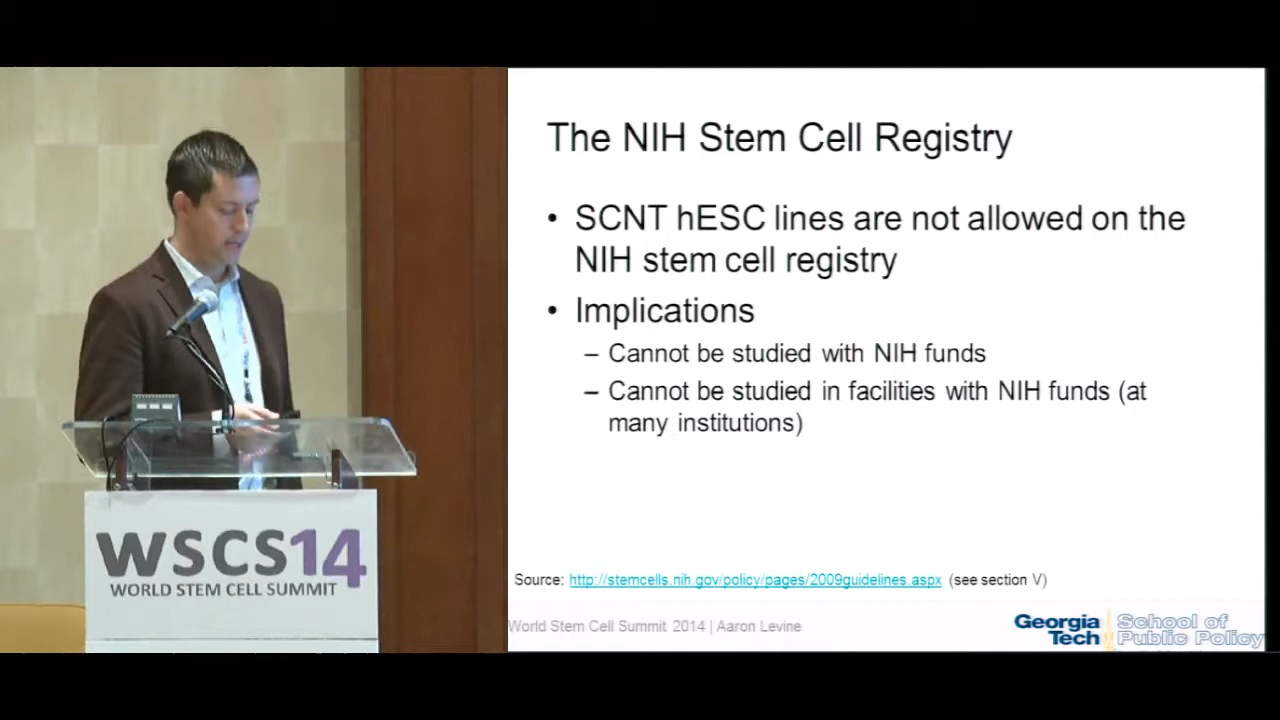 The NIH Stem Cell Registry
• SCNT hESC lines are not allowed on the
NIH stem cell registry
• Implications
– Cannot be studied with NIH funds
– Cannot be studied in facilities with NIH funds (at
many institutions)
Source: http://stemcells.nih.gov/policy/pages/2009guidelines.aspx (see section V)
World Stem Cell Summit 2014 | Aaron Levine
Georgia
Tech
School of
Public Policy
WSCS14
WORLD STEM CELL SUMMIT